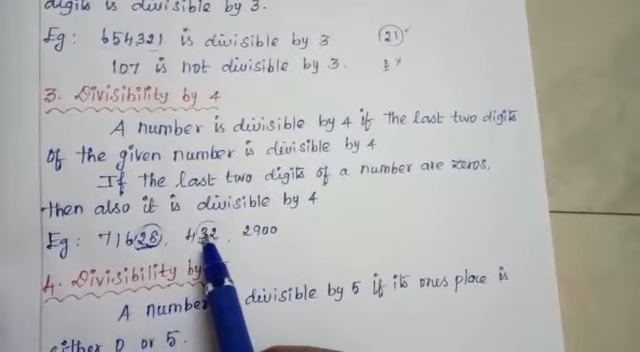 digits is divisible by 3.
Eg: 654321 is divisible by 3 21
107 is not divisible by 3. 8 x
3. Divisibility by 4
A number is divisible by 4 if the last two digits
of the given number is divisible by 4
If the last two digits of a number are zeros,
then also it is divisible by 4
Eg: 71628, 432, 2900
4. Divisibility by
A number divisible by 5 if its ones place is
either 0 or 5.